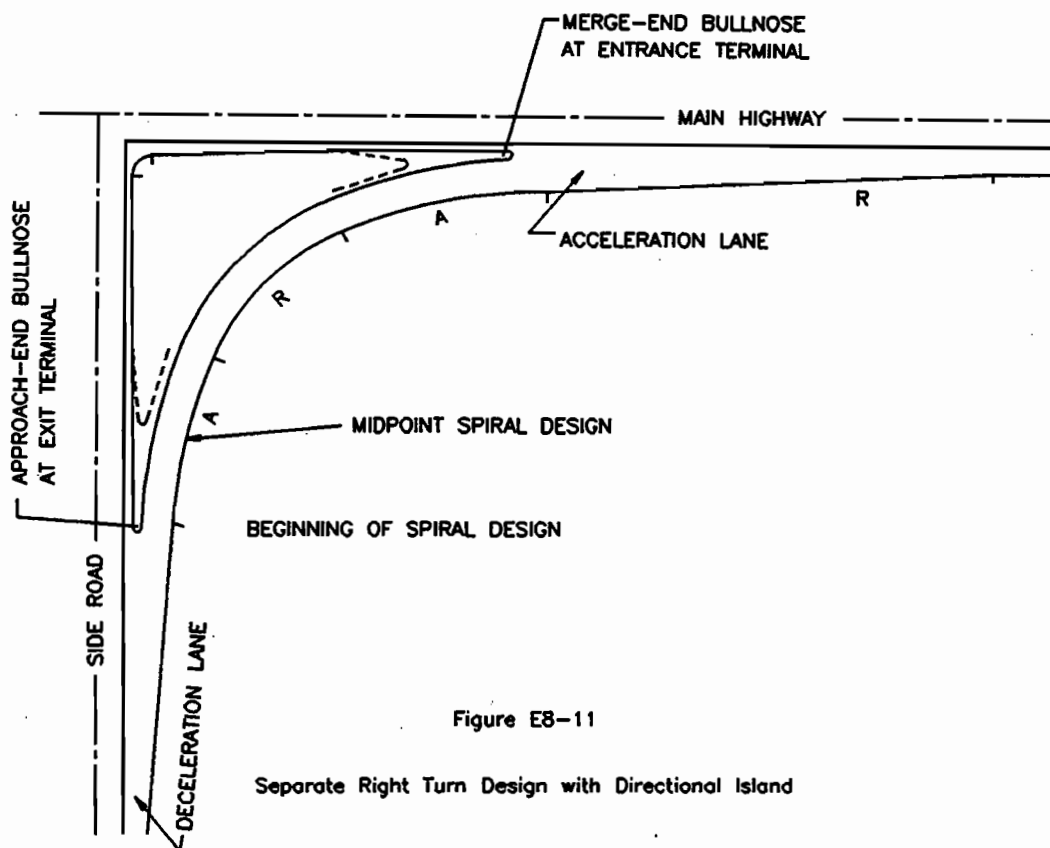 MERGE-END BULLNOSE
AT ENTRANCE TERMINAL
MAIN HIGHWAY
R
A
ACCELERATION LANE
R
APPROACH-END BULLNOSE
AT EXIT TERMINAL
A
MIDPOINT SPIRAL DESIGN
BEGINNING OF SPIRAL DESIGN
SIDE ROAD
DECELERATION LANE
Figure E8-11
Separate Right Turn Design with Directional Island